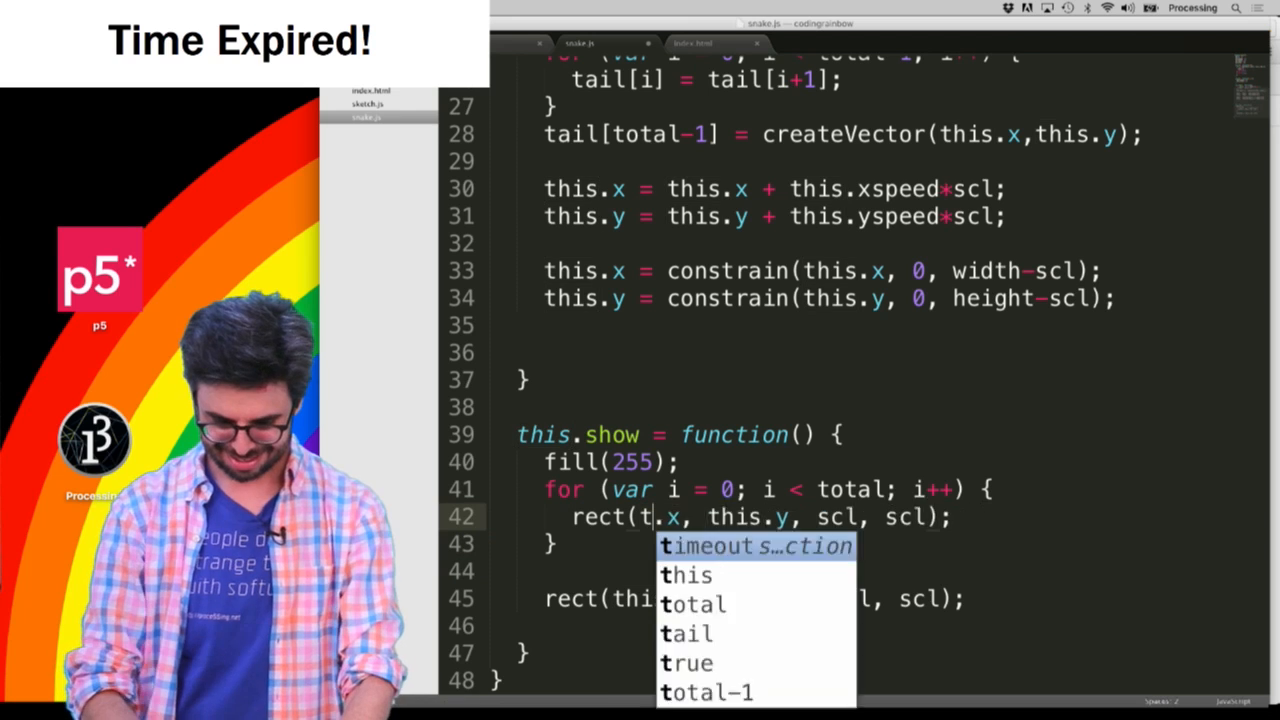 Time Expired!
Processing
snake.js — codingrainbow
snake.js
index.html
index.html
sketch.js
snake.js
for (var i = 0; i < total-1; i++) {
tail[i] = tail[i+1];
27 }
28 tail[total-1] = createVector(this.x,this.y);
29
30 this.x = this.x + this.xspeed*scl;
31 this.y = this.y + this.yspeed*scl;
32
33 this.x = constrain(this.x, 0, width-scl);
34 this.y = constrain(this.y, 0, height-scl);
35
36
37 }
38
39 this.show = function() {
40 fill(255);
41 for (var i = 0; i < total; i++) {
42 rect(t.x, this.y, scl, scl);
43 }
timeout s…ction
this
total
tail
true
total-1
44
45 rect(thi l, scl);
46
47 }
48 }
p5*
p5
Processin
eople d
trange t
with softw
Spaces: 2
JavaScript